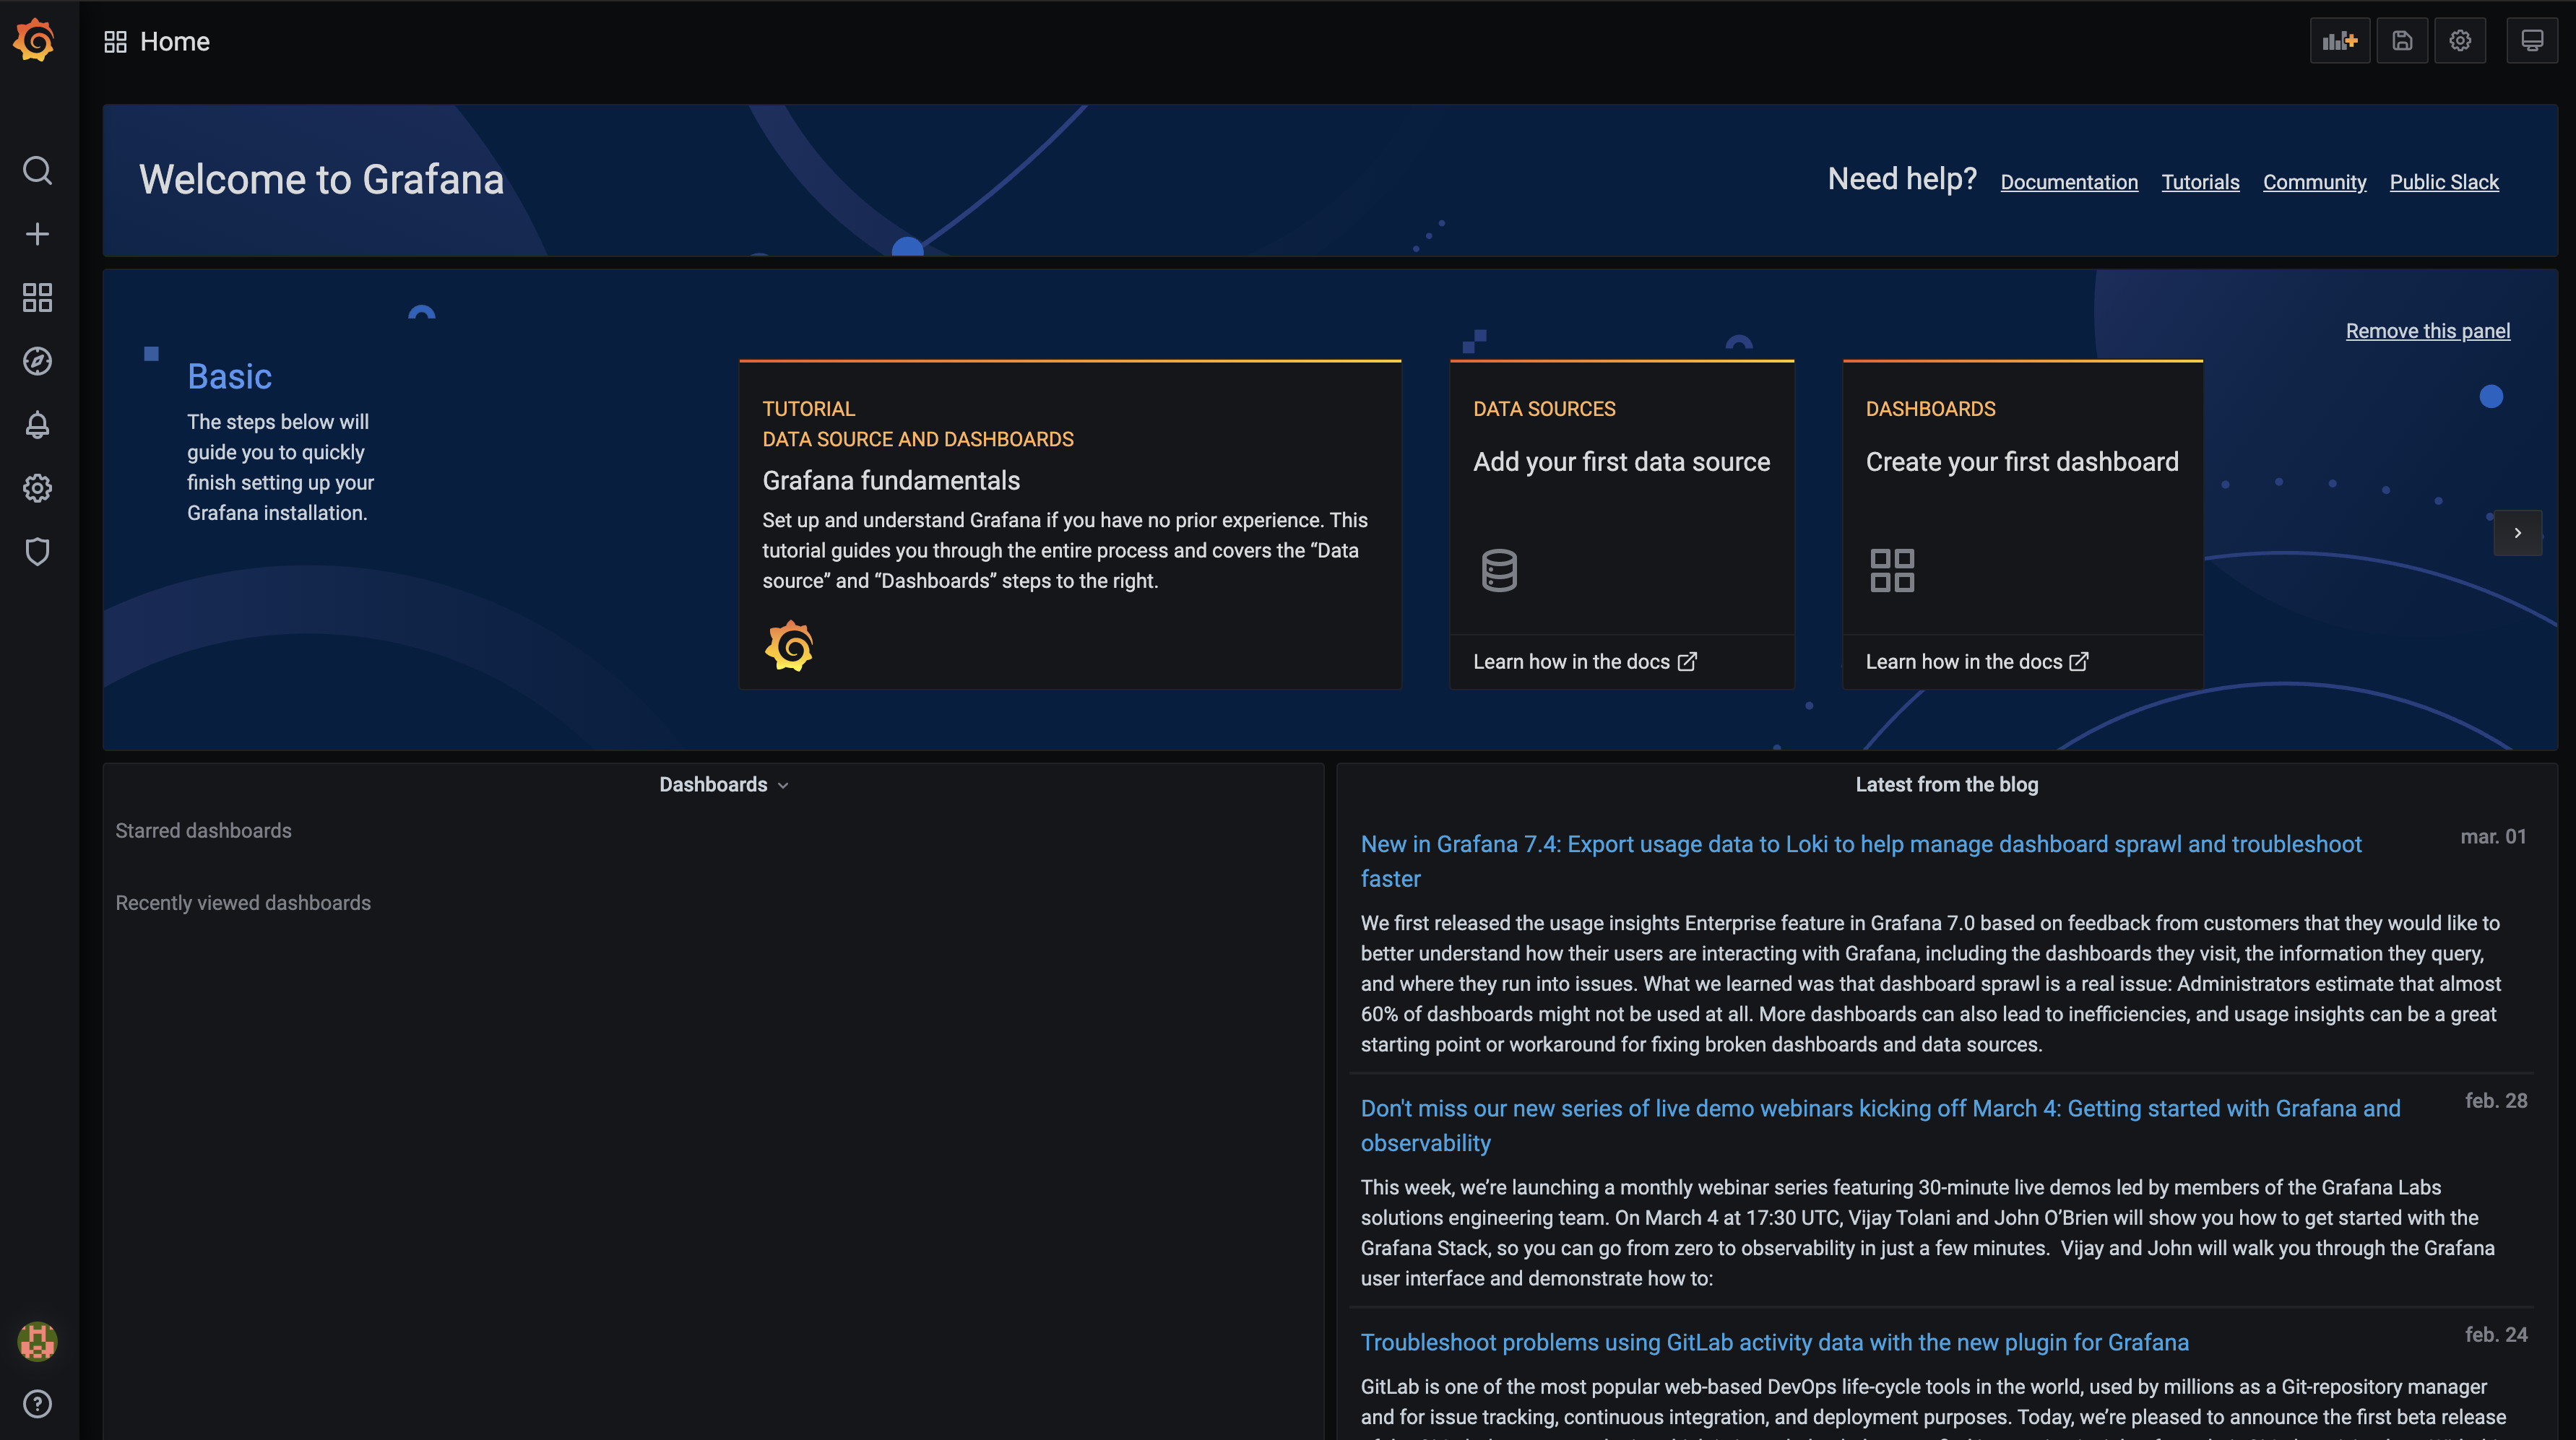 Home
Welcome to Grafana
Need help? Documentation Tutorials Community Public Slack
Remove this panel
Basic
The steps below will
guide you to quickly
finish setting up your
Grafana installation.
TUTORIAL
DATA SOURCE AND DASHBOARDS
Grafana fundamentals
Set up and understand Grafana if you have no prior experience. This
tutorial guides you through the entire process and covers the “Data
source” and “Dashboards” steps to the right.
DATA SOURCES
Add your first data source
Learn how in the docs
DASHBOARDS
Create your first dashboard
Learn how in the docs
Dashboards
Starred dashboards
Recently viewed dashboards
Latest from the blog
New in Grafana 7.4: Export usage data to Loki to help manage dashboard sprawl and troubleshoot
faster
mar. 01
We first released the usage insights Enterprise feature in Grafana 7.0 based on feedback from customers that they would like to
better understand how their users are interacting with Grafana, including the dashboards they visit, the information they query,
and where they run into issues. What we learned was that dashboard sprawl is a real issue: Administrators estimate that almost
60% of dashboards might not be used at all. More dashboards can also lead to inefficiencies, and usage insights can be a great
starting point or workaround for fixing broken dashboards and data sources.
Don't miss our new series of live demo webinars kicking off March 4: Getting started with Grafana and
observability
feb. 28
This week, we’re launching a monthly webinar series featuring 30-minute live demos led by members of the Grafana Labs
solutions engineering team. On March 4 at 17:30 UTC, Vijay Tolani and John O’Brien will show you how to get started with the
Grafana Stack, so you can go from zero to observability in just a few minutes.  Vijay and John will walk you through the Grafana
user interface and demonstrate how to:
Troubleshoot problems using GitLab activity data with the new plugin for Grafana
feb. 24
GitLab is one of the most popular web-based DevOps life-cycle tools in the world, used by millions as a Git-repository manager
and for issue tracking, continuous integration, and deployment purposes. Today, we’re pleased to announce the first beta release